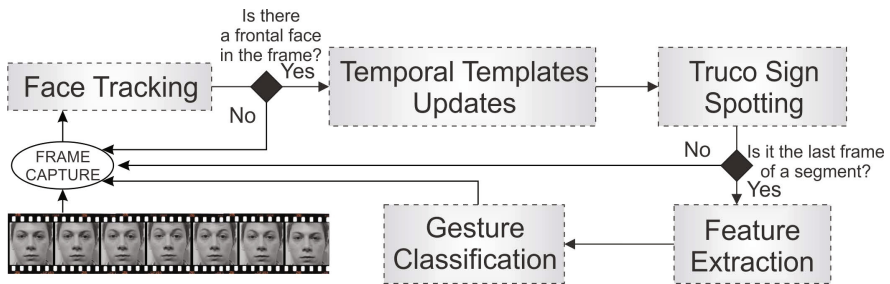 Is there
a frontal face
in the frame?
Yes
No
Face Tracking
Temporal Templates
Updates
Truco Sign
Spotting
No
Is it the last frame
of a segment?
Yes
FRAME
CAPTURE
Gesture
Classification
Feature
Extraction